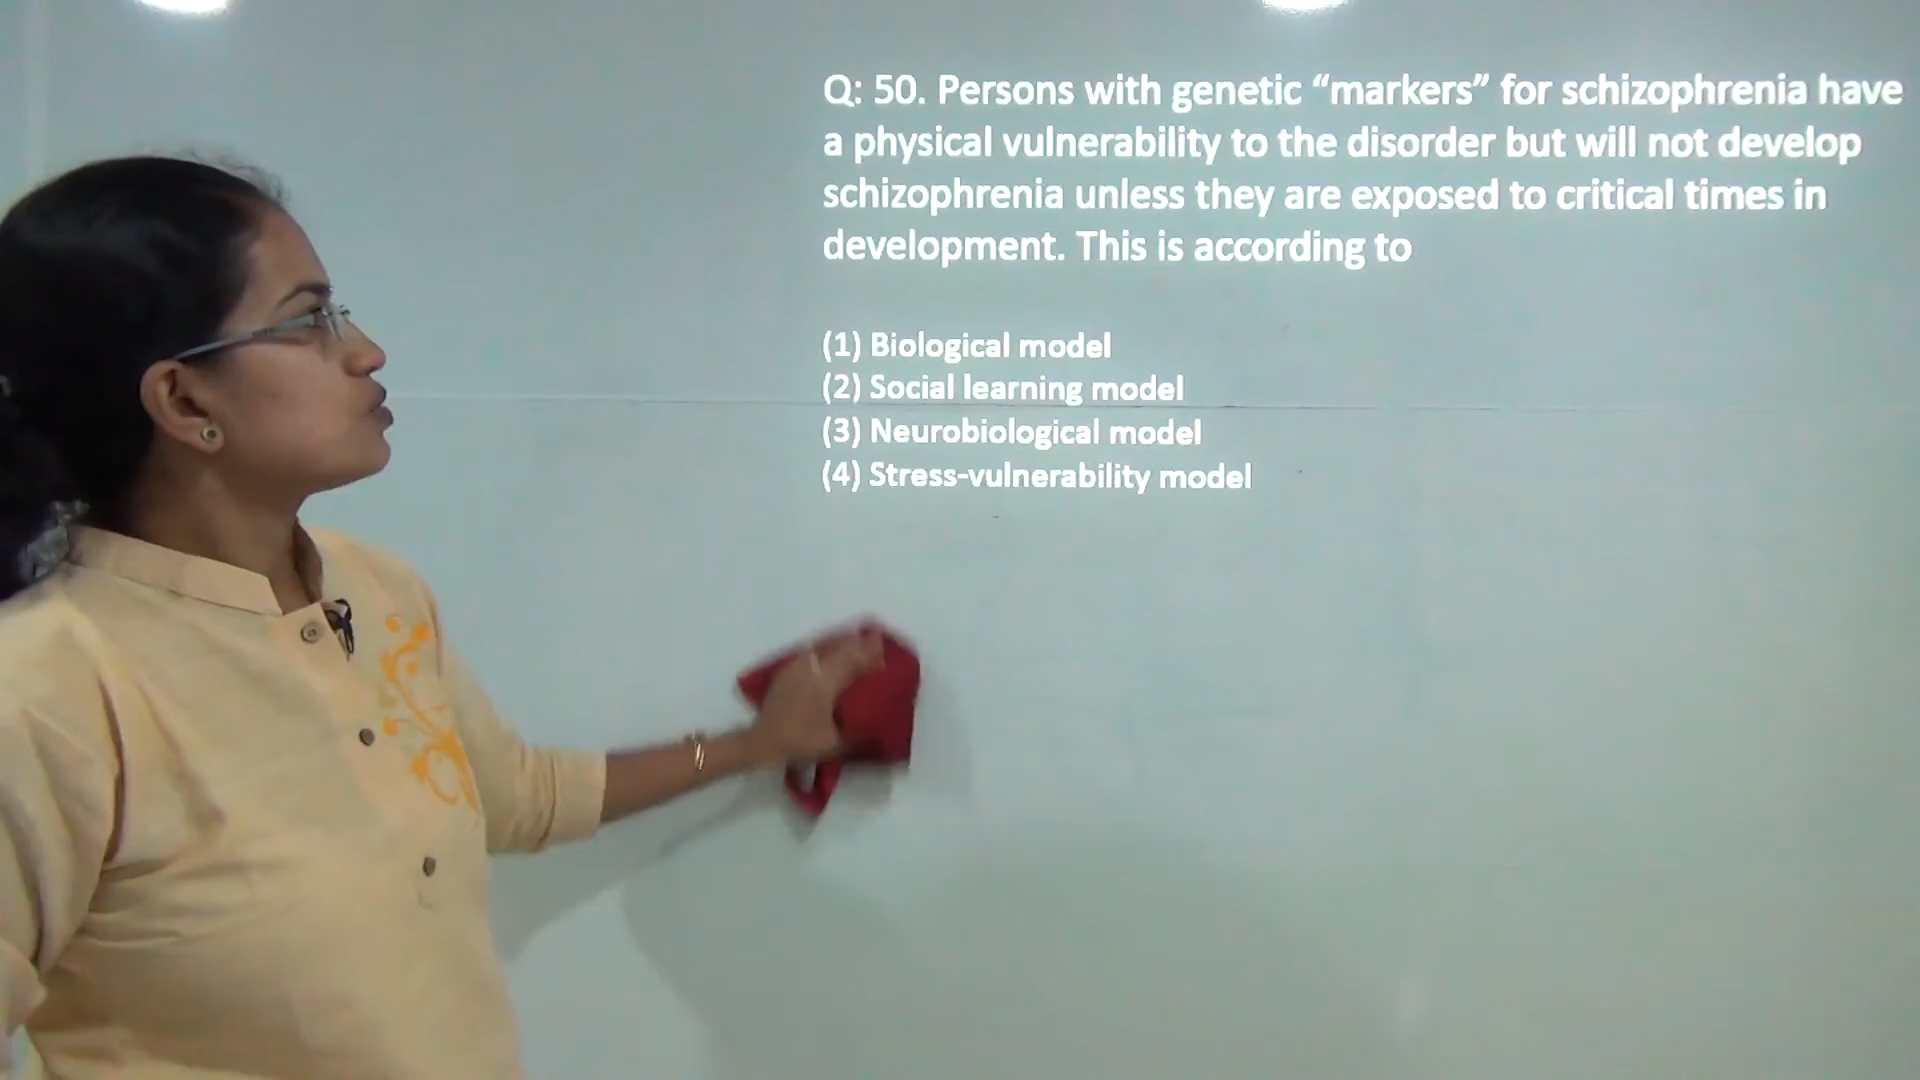 Q: 50. Persons with genetic “markers” for schizophrenia have
a physical vulnerability to the disorder but will not develop
schizophrenia unless they are exposed to critical times in
development. This is according to
(1) Biological model
(2) Social learning model
(3) Neurobiological model
(4) Stress-vulnerability model